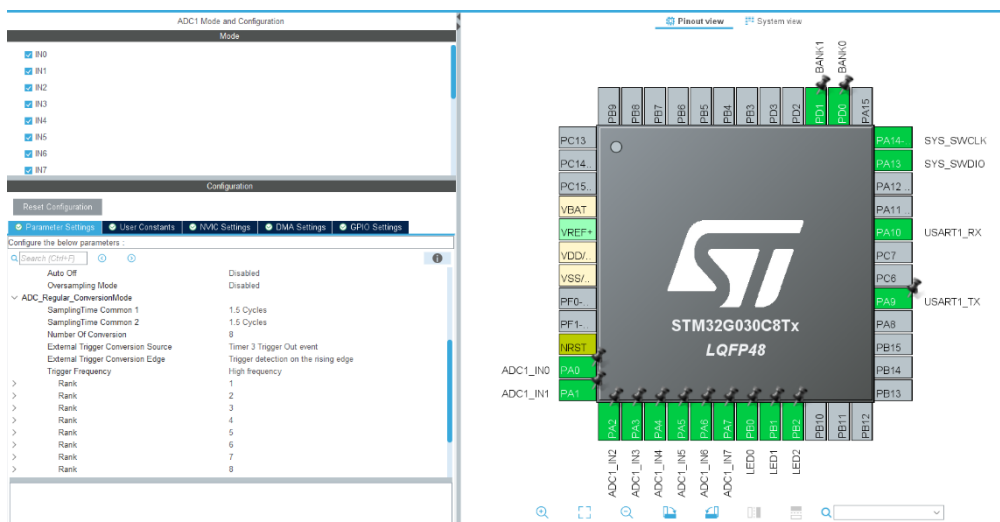 ADC1 Mode and Configuration
Mode
IN0
IN1
IN2
IN3
IN4
IN5
IN6
IN7
Configuration
Reset Configuration
Parameter Settings User Constants NVIC Settings DMA Settings GPIO Settings
Configure the below parameters :
Search (Ctrl+F)
Auto Off Disabled
Oversampling Mode Disabled
ADC_Regular_ConversionMode
SamplingTime Common 1 1.5 Cycles
SamplingTime Common 2 1.5 Cycles
Number Of Conversion 8
External Trigger Conversion Source Timer 3 Trigger Out event
External Trigger Conversion Edge Trigger detection on the rising edge
Trigger Frequency High frequency
Rank 1
Rank 2
Rank 3
Rank 4
Rank 5
Rank 6
Rank 7
Rank 8
Pinout view System view
BANK1 BANK0
PB9 PB8 PB7 PB6 PB5 PB4 PB3 PD3 PD2 PD1 PD0 PA15
PC13
PC14..
PC15..
VBAT
VREF+
VDD/..
VSS/..
PF0-..
PF1-..
NRST
ADC1_IN0 PA0
ADC1_IN1 PA1
STM32G030C8Tx
LQFP48
PA14- SYS_SWCLK
PA13 SYS_SWDIO
PA12 ..
PA11 ..
PA10 USART1_RX
PC7
PC6
PA9 USART1_TX
PA8
PB15
PB14
PB13
PA2 PA3 PA4 PA5 PA6 PA7 PB0 PB1 PB2 PB10 PB11 PB12
ADC1_IN2 ADC1_IN3 ADC1_IN4 ADC1_IN5 ADC1_IN6 ADC1_IN7 LED0 LED1 LED2